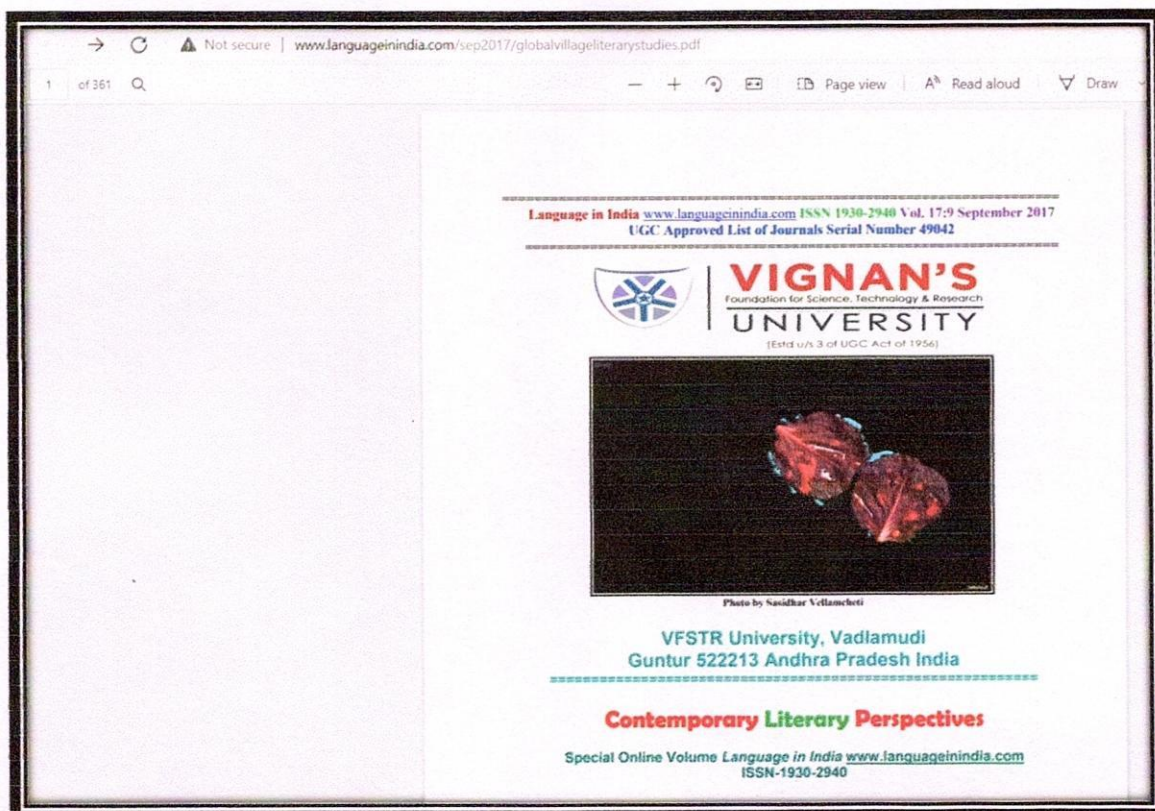 Not secure | www.languageinindia.com/sep2017/globalvillageliterarystudies.pdf
1 of 361 Page view | A Read aloud | Draw
Language in India www.languageinindia.com ISSN 1930-2940 Vol. 17:9 September 2017
UGC Approved List of Journals Serial Number 49042
VIGNAN'S
Foundation for Science, Technology & Research
UNIVERSITY
(Estd u/s 3 of UGC Act of 1956)
Photo by Sasidhar Vellamcheti
VFSTR University, Vadlamudi
Guntur 522213 Andhra Pradesh India
Contemporary Literary Perspectives
Special Online Volume Language in India www.languageinindia.com
ISSN-1930-2940